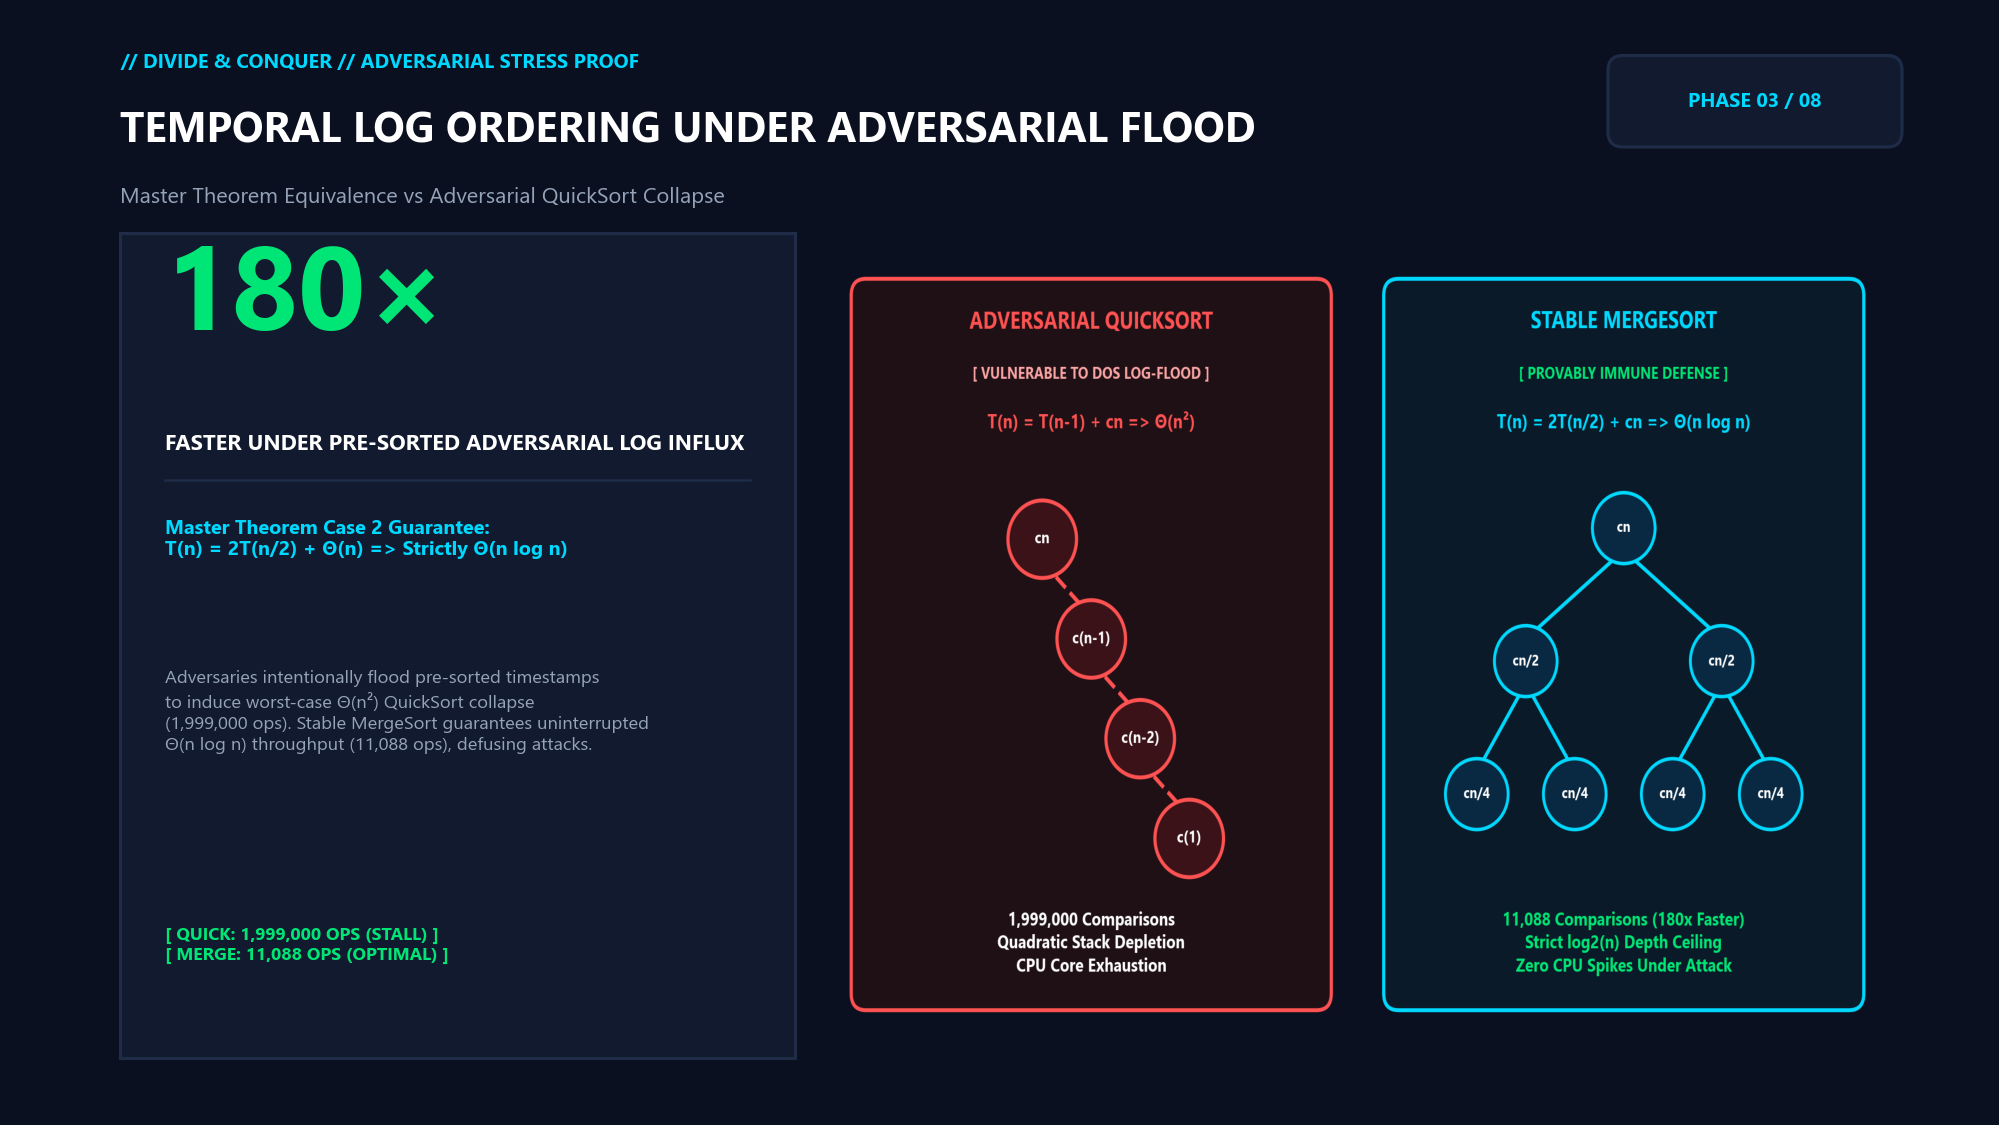 // DIVIDE & CONQUER // ADVERSARIAL STRESS PROOF
TEMPORAL LOG ORDERING UNDER ADVERSARIAL FLOOD
PHASE 03 / 08
Master Theorem Equivalence vs Adversarial QuickSort Collapse
180×
FASTER UNDER PRE-SORTED ADVERSARIAL LOG INFLUX
Master Theorem Case 2 Guarantee:
T(n) = 2T(n/2) + Θ(n) => Strictly Θ(n log n)
Adversaries intentionally flood pre-sorted timestamps
to induce worst-case Θ(n²) QuickSort collapse
(1,999,000 ops). Stable MergeSort guarantees uninterrupted
Θ(n log n) throughput (11,088 ops), defusing attacks.
[ QUICK: 1,999,000 OPS (STALL) ]
[ MERGE: 11,088 OPS (OPTIMAL) ]
ADVERSARIAL QUICKSORT
[ VULNERABLE TO DOS LOG-FLOOD ]
T(n) = T(n-1) + cn => Θ(n²)
cn
c(n-1)
c(n-2)
c(1)
1,999,000 Comparisons
Quadratic Stack Depletion
CPU Core Exhaustion
STABLE MERGESORT
[ PROVABLY IMMUNE DEFENSE ]
T(n) = 2T(n/2) + cn => Θ(n log n)
cn
cn/2 cn/2
cn/4 cn/4 cn/4 cn/4
11,088 Comparisons (180x Faster)
Strict log2(n) Depth Ceiling
Zero CPU Spikes Under Attack